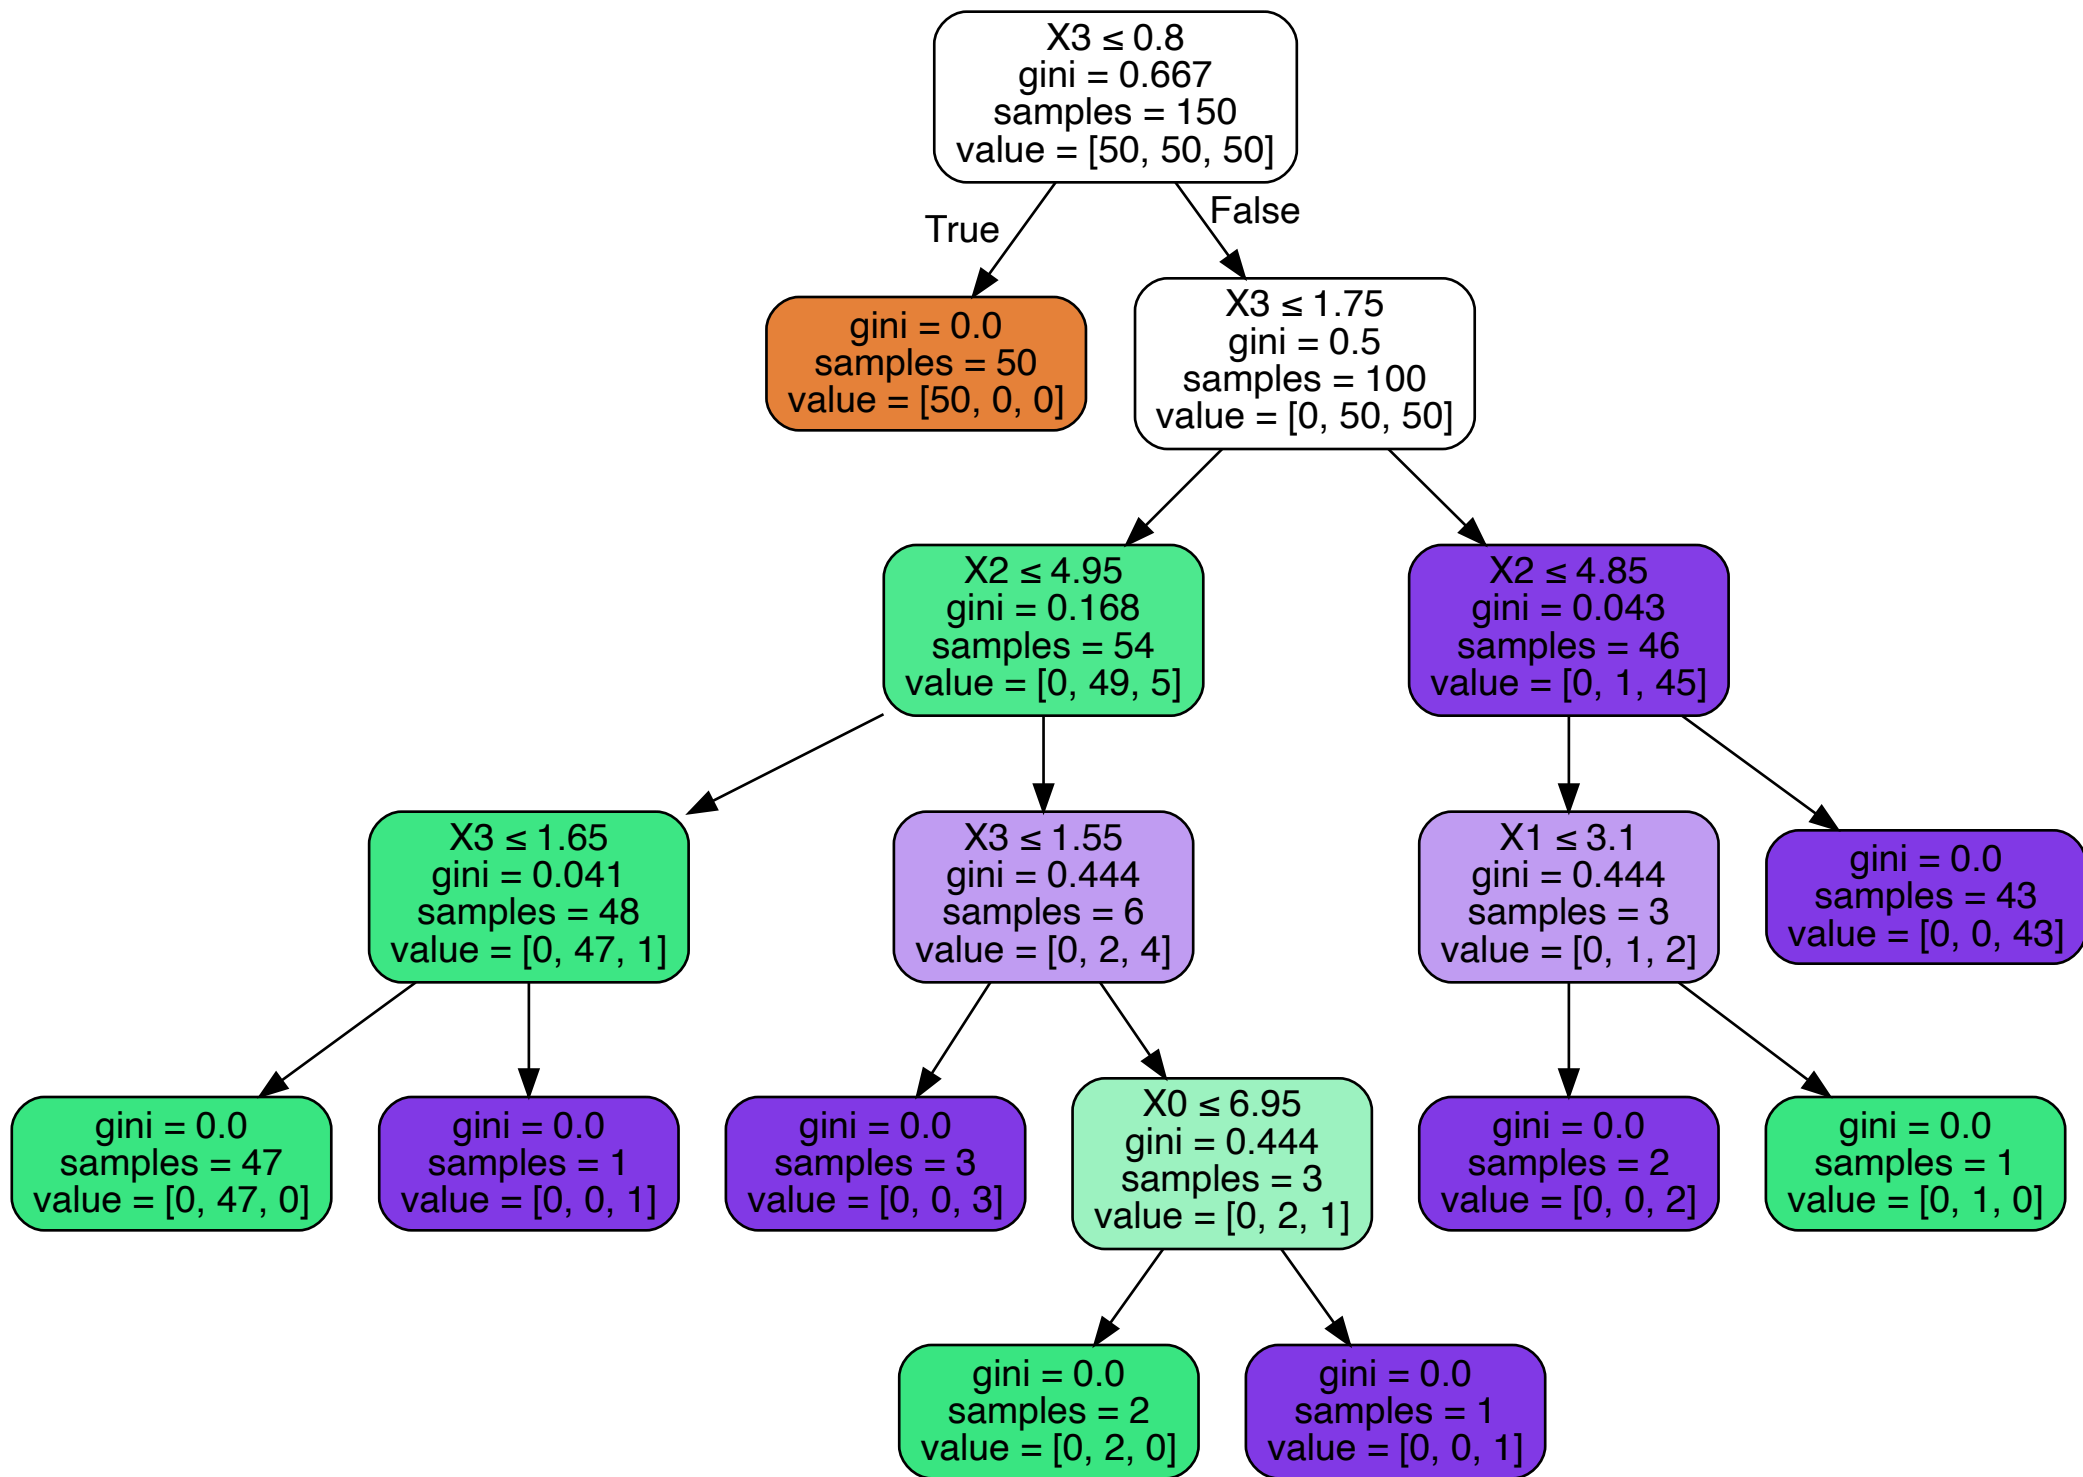 X3 ≤ 0.8
gini = 0.667
samples = 150
value = [50, 50, 50]
True
False
gini = 0.0
samples = 50
value = [50, 0, 0]
X3 ≤ 1.75
gini = 0.5
samples = 100
value = [0, 50, 50]
X2 ≤ 4.95
gini = 0.168
samples = 54
value = [0, 49, 5]
X2 ≤ 4.85
gini = 0.043
samples = 46
value = [0, 1, 45]
X3 ≤ 1.65
gini = 0.041
samples = 48
value = [0, 47, 1]
X3 ≤ 1.55
gini = 0.444
samples = 6
value = [0, 2, 4]
X1 ≤ 3.1
gini = 0.444
samples = 3
value = [0, 1, 2]
gini = 0.0
samples = 43
value = [0, 0, 43]
gini = 0.0
samples = 47
value = [0, 47, 0]
gini = 0.0
samples = 1
value = [0, 0, 1]
gini = 0.0
samples = 3
value = [0, 0, 3]
X0 ≤ 6.95
gini = 0.444
samples = 3
value = [0, 2, 1]
gini = 0.0
samples = 2
value = [0, 0, 2]
gini = 0.0
samples = 1
value = [0, 1, 0]
gini = 0.0
samples = 2
value = [0, 2, 0]
gini = 0.0
samples = 1
value = [0, 0, 1]